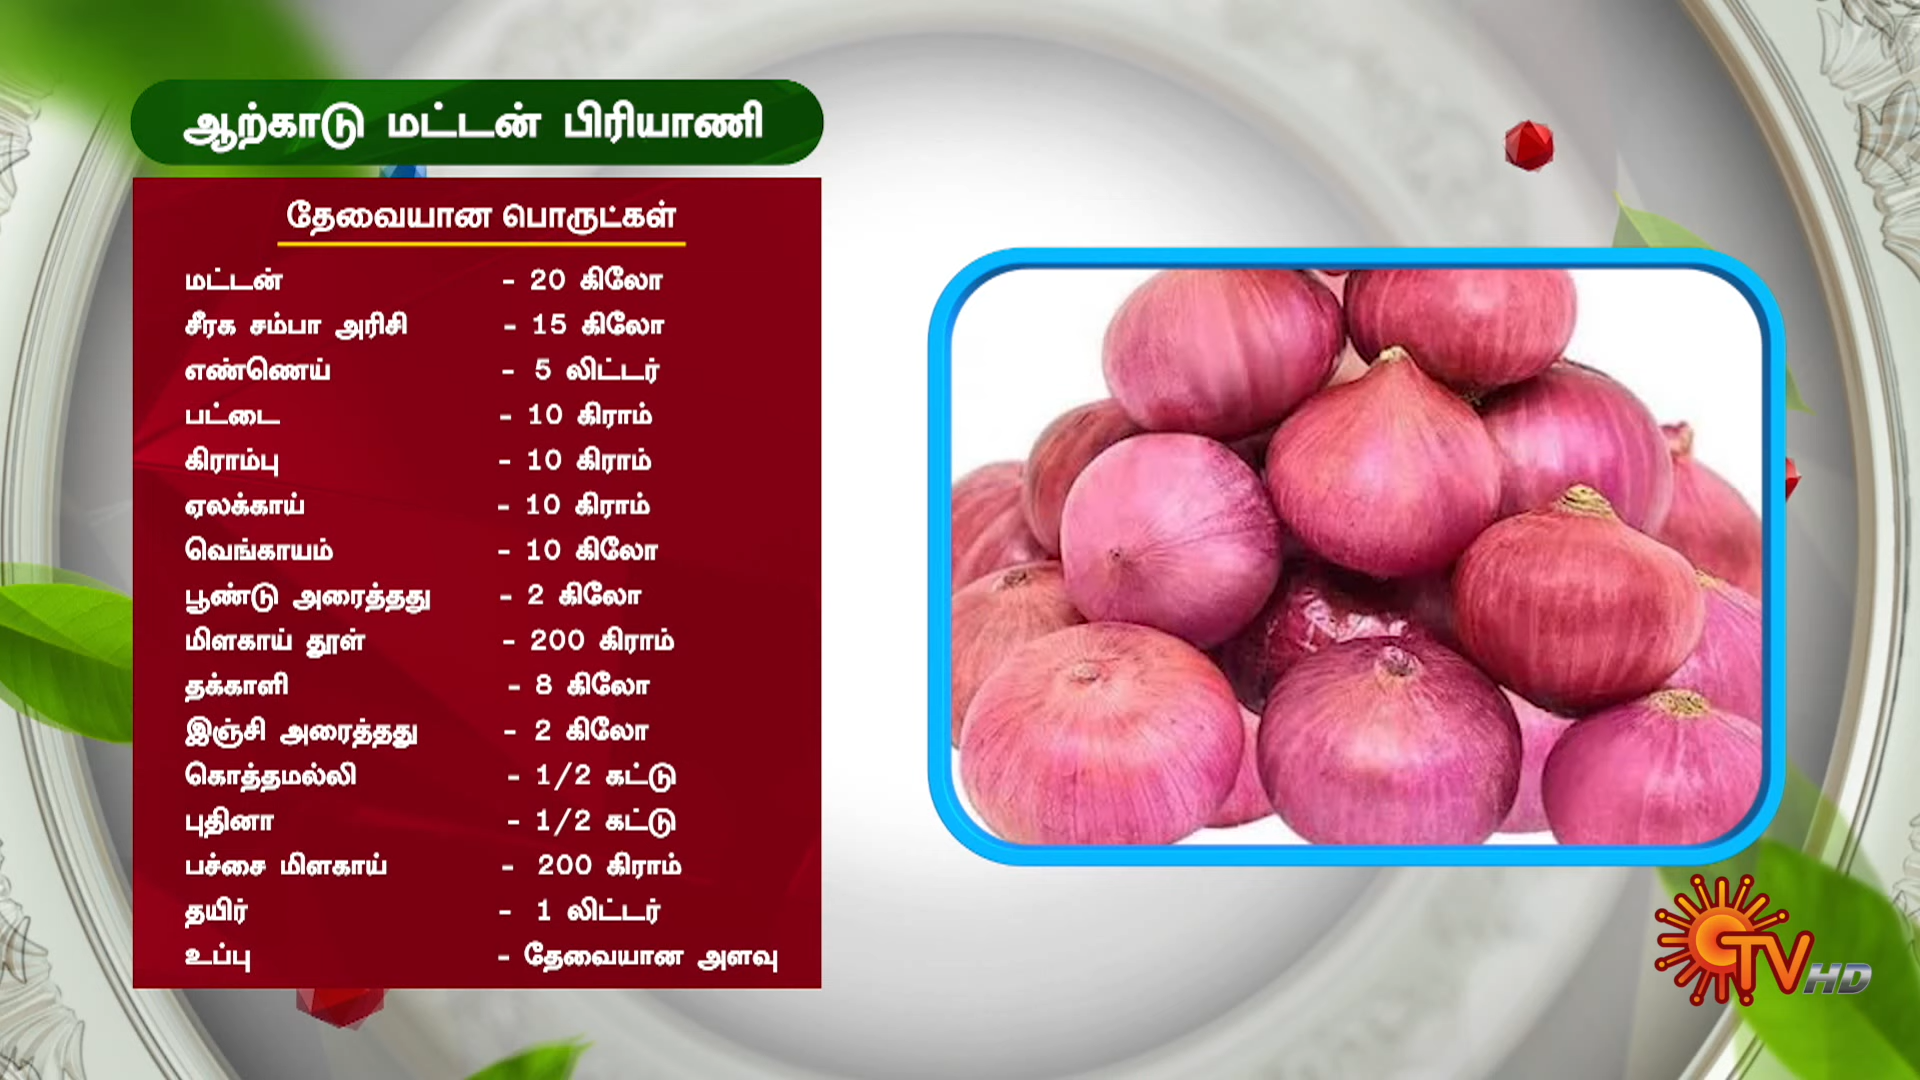 ஆற்காடு மட்டன் பிரியாணி
தேவையான பொருட்கள்
மட்டன் - 20 கிலோ
சீரக சம்பா அரிசி - 15 கிலோ
எண்ணெய் - 5 லிட்டர்
பட்டை - 10 கிராம்
கிராம்பு - 10 கிராம்
ஏலக்காய் - 10 கிராம்
வெங்காயம் - 10 கிலோ
பூண்டு அரைத்தது - 2 கிலோ
மிளகாய் தூள் - 200 கிராம்
தக்காளி - 8 கிலோ
இஞ்சி அரைத்தது - 2 கிலோ
கொத்தமல்லி - 1/2 கட்டு
புதினா - 1/2 கட்டு
பச்சை மிளகாய் - 200 கிராம்
தயிர் - 1 லிட்டர்
உப்பு - தேவையான அளவு
TV HD